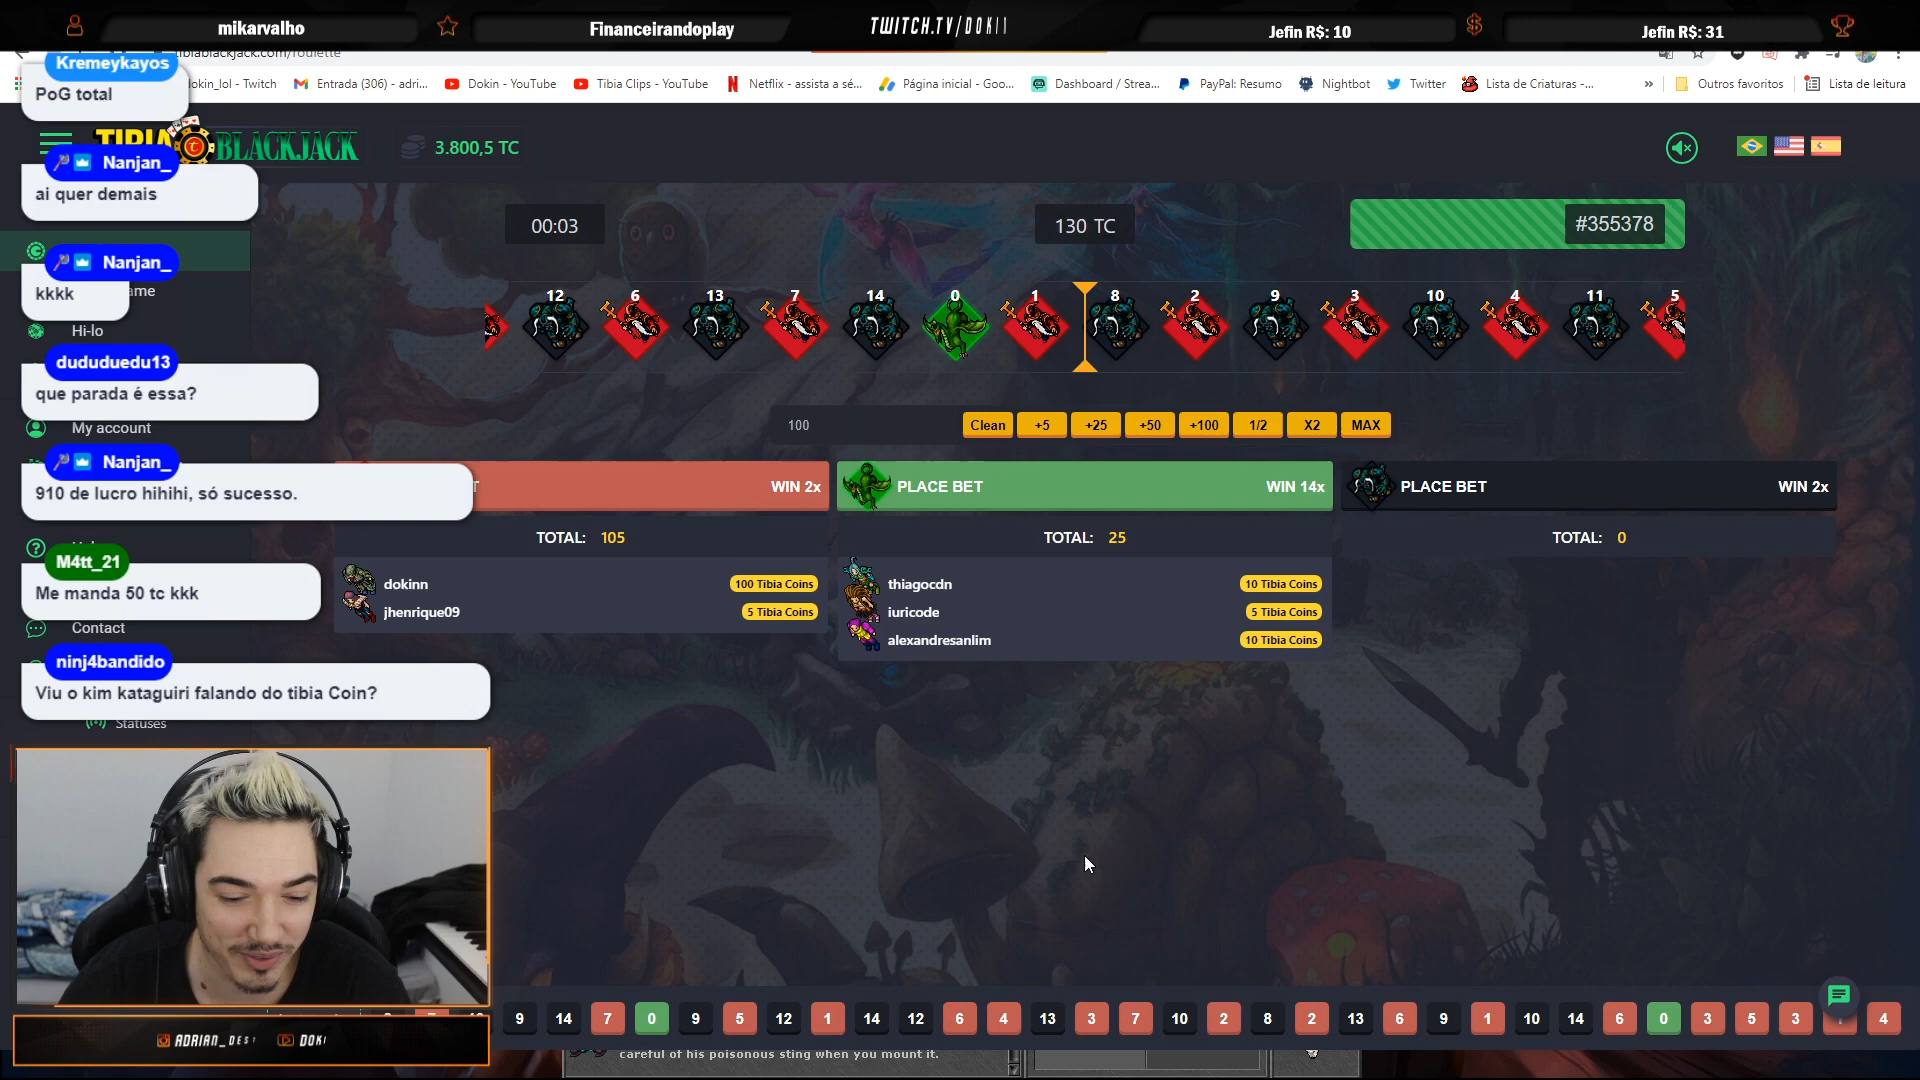 mikarvalho
Financeirandoplay
TWITCH.TV/DOKII
Jefin R$: 10
Jefin R$: 31
tibiablackjack.com/roulette
dokin_lol - Twitch
Entrada (306) - adri...
Dokin - YouTube
Tibia Clips - YouTube
Netflix - assista a sé...
Página inicial - Goo...
Dashboard / Strea...
PayPal: Resumo
Nightbot
Twitter
Lista de Criaturas -...
»
Outros favoritos
Lista de leitura
Kremeykayos
PoG total
TIBIA BLACKJACK
3.800,5 TC
Nanjan_
ai quer demais
00:03
130 TC
#355378
Nanjan_
kkkk
Hi-lo
12 6 13 7 14 0 1 8 2 9 3 10 4 11 5
dududuedu13
que parada é essa?
My account
100
Clean
+5
+25
+50
+100
1/2
X2
MAX
Nanjan_
910 de lucro hihihi, só sucesso.
WIN 2x
PLACE BET
WIN 14x
PLACE BET
WIN 2x
TOTAL: 105
TOTAL: 25
TOTAL: 0
M4tt_21
Me manda 50 tc kkk
dokinn
100 Tibia Coins
jhenrique09
5 Tibia Coins
thiagocdn
10 Tibia Coins
iuricode
5 Tibia Coins
alexandresanlim
10 Tibia Coins
Contact
ninj4bandido
Viu o kim kataguiri falando do tibia Coin?
Statuses
9 14 7 0 9 5 12 1 14 12 6 4 13 3 7 10 2 8 2 13 6 9 1 10 14 6 0 3 5 3 1 4
ADRIAN_DES
DOKI
careful of his poisonous sting when you mount it.